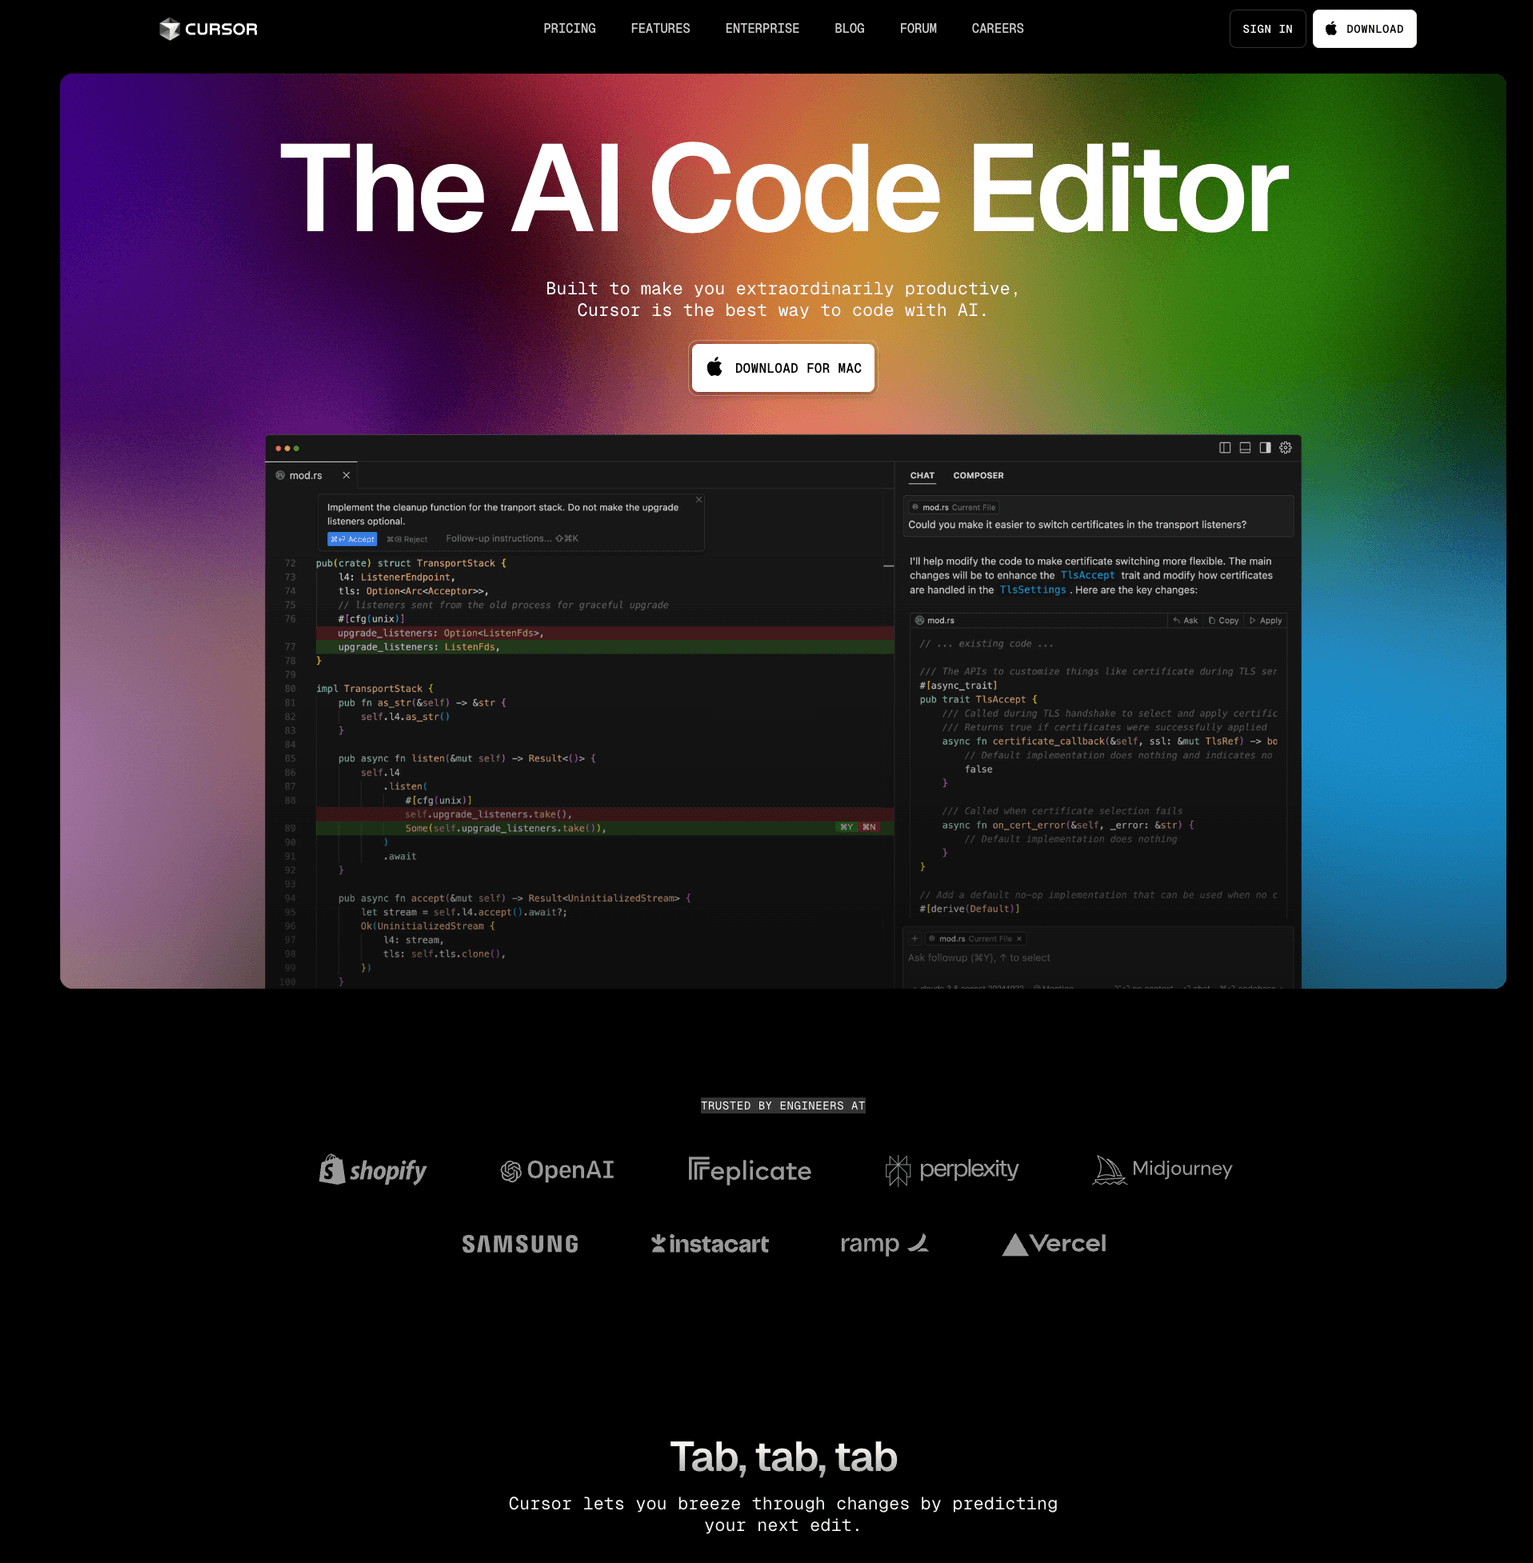 CURSOR
PRICING
FEATURES
ENTERPRISE
BLOG
FORUM
CAREERS
SIGN IN
DOWNLOAD
The AI Code Editor
Built to make you extraordinarily productive,
Cursor is the best way to code with AI.
DOWNLOAD FOR MAC
mod.rs
Implement the cleanup function for the tranport stack. Do not make the upgrade
listeners optional.
⌘⏎ Accept
⌘⌫ Reject
Follow-up instructions... ⇧⌘K
72 pub(crate) struct TransportStack {
73 l4: ListenerEndpoint,
74 tls: Option<Arc<Acceptor>>,
75 // listeners sent from the old process for graceful upgrade
76 #[cfg(unix)]
upgrade_listeners: Option<ListenFds>,
77 upgrade_listeners: ListenFds,
78 }
79
80 impl TransportStack {
81 pub fn as_str(&self) -> &str {
82 self.l4.as_str()
83 }
84
85 pub async fn listen(&mut self) -> Result<()> {
86 self.l4
87 .listen(
88 #[cfg(unix)]
self.upgrade_listeners.take(),
89 Some(self.upgrade_listeners.take()),
⌘Y ⌘N
90 )
91 .await
92 }
93
94 pub async fn accept(&mut self) -> Result<UninitializedStream> {
95 let stream = self.l4.accept().await?;
96 Ok(UninitializedStream {
97 l4: stream,
98 tls: self.tls.clone(),
99 })
100 }
CHAT
COMPOSER
mod.rs Current File
Could you make it easier to switch certificates in the transport listeners?
I'll help modify the code to make certificate switching more flexible. The main
changes will be to enhance the TlsAccept trait and modify how certificates
are handled in the TlsSettings . Here are the key changes:
mod.rs
Ask
Copy
Apply
// ... existing code ...
/// The APIs to customize things like certificate during TLS ser
#[async_trait]
pub trait TlsAccept {
/// Called during TLS handshake to select and apply certific
/// Returns true if certificates were successfully applied
async fn certificate_callback(&self, ssl: &mut TlsRef) -> bo
// Default implementation does nothing and indicates no
false
}
/// Called when certificate selection fails
async fn on_cert_error(&self, _error: &str) {
// Default implementation does nothing
}
}
// Add a default no-op implementation that can be used when no c
#[derive(Default)]
+ mod.rs Current File ×
Ask followup (⌘Y), ↑ to select
TRUSTED BY ENGINEERS AT
shopify
OpenAI
Replicate
perplexity
Midjourney
SAMSUNG
instacart
ramp
Vercel
Tab, tab, tab
Cursor lets you breeze through changes by predicting
your next edit.